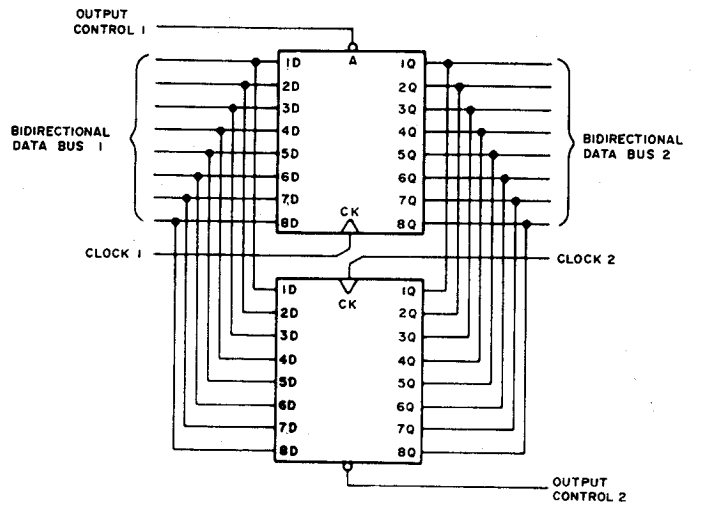 OUTPUT
CONTROL 1
A
1D
1Q
2D
2Q
3D
3Q
4D
4Q
5D
5Q
6D
6Q
7D
7Q
8D
8Q
CK
BIDIRECTIONAL
DATA BUS 1
BIDIRECTIONAL
DATA BUS 2
CLOCK 1
CLOCK 2
CK
1D
1Q
2D
2Q
3D
3Q
4D
4Q
5D
5Q
6D
6Q
7D
7Q
8D
8Q
OUTPUT
CONTROL 2